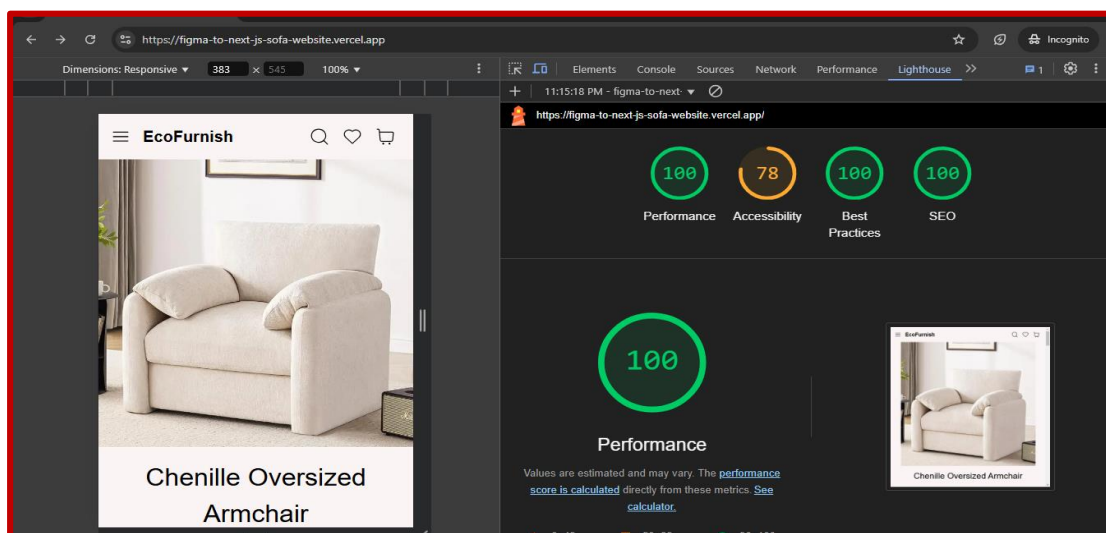 https://figma-to-next-js-sofa-website.vercel.app
Incognito
Dimensions: Responsive ▼ 383 × 545 100% ▼
Elements Console Sources Network Performance Lighthouse >> 1
+ 11:15:18 PM - figma-to-next- ▼
https://figma-to-next-js-sofa-website.vercel.app/
EcoFurnish
100 78 100 100
Performance Accessibility Best Practices SEO
100
Performance
Values are estimated and may vary. The performance
score is calculated directly from these metrics. See
calculator.
Chenille Oversized
Armchair
EcoFurnish
Chenille Oversized Armchair